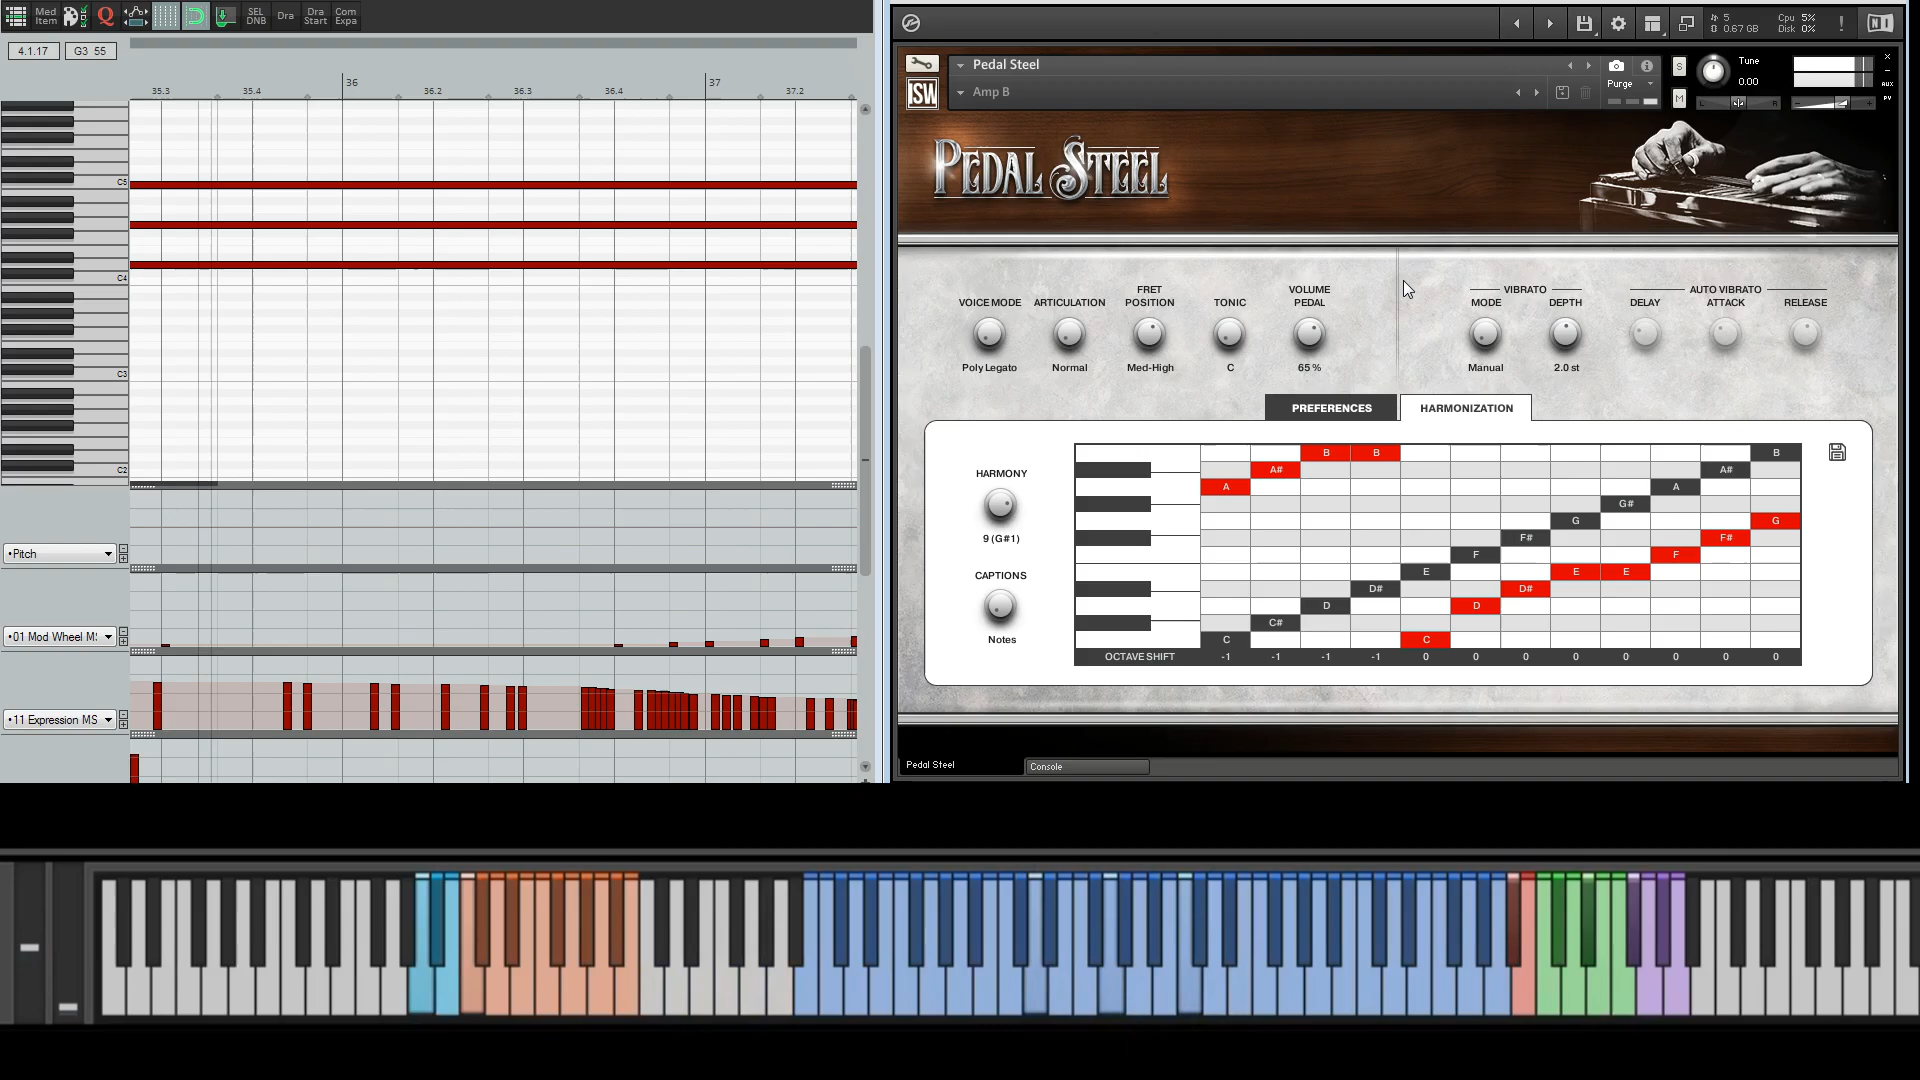 Med
Item
Q
SEL
DNB
Dra
Dra
Start
Com
Expa
4.1.17
G3 55
35.3
35.4
36
36.2
36.3
36.4
37
37.2
C5
C4
C3
C2
•Pitch
•01 Mod Wheel M
•11 Expression MS
5
0.67 GB
Cpu 5%
Disk 0%
!
NI
ISW
Pedal Steel
Amp B
Purge
S
M
Tune
0.00
L
R
AUX
PV
PEDAL STEEL
VOICE MODE
Poly Legato
ARTICULATION
Normal
FRET
POSITION
Med-High
TONIC
C
VOLUME
PEDAL
65 %
VIBRATO
MODE
Manual
DEPTH
2.0 st
AUTO VIBRATO
DELAY
ATTACK
RELEASE
PREFERENCES
HARMONIZATION
HARMONY
9 (G#1)
CAPTIONS
Notes
B B B
A# A#
A A
G#
G G
F# F#
F F
E E E
D# D#
D D
C#
C C
OCTAVE SHIFT -1 -1 -1 -1 0 0 0 0 0 0 0 0
Pedal Steel
Console